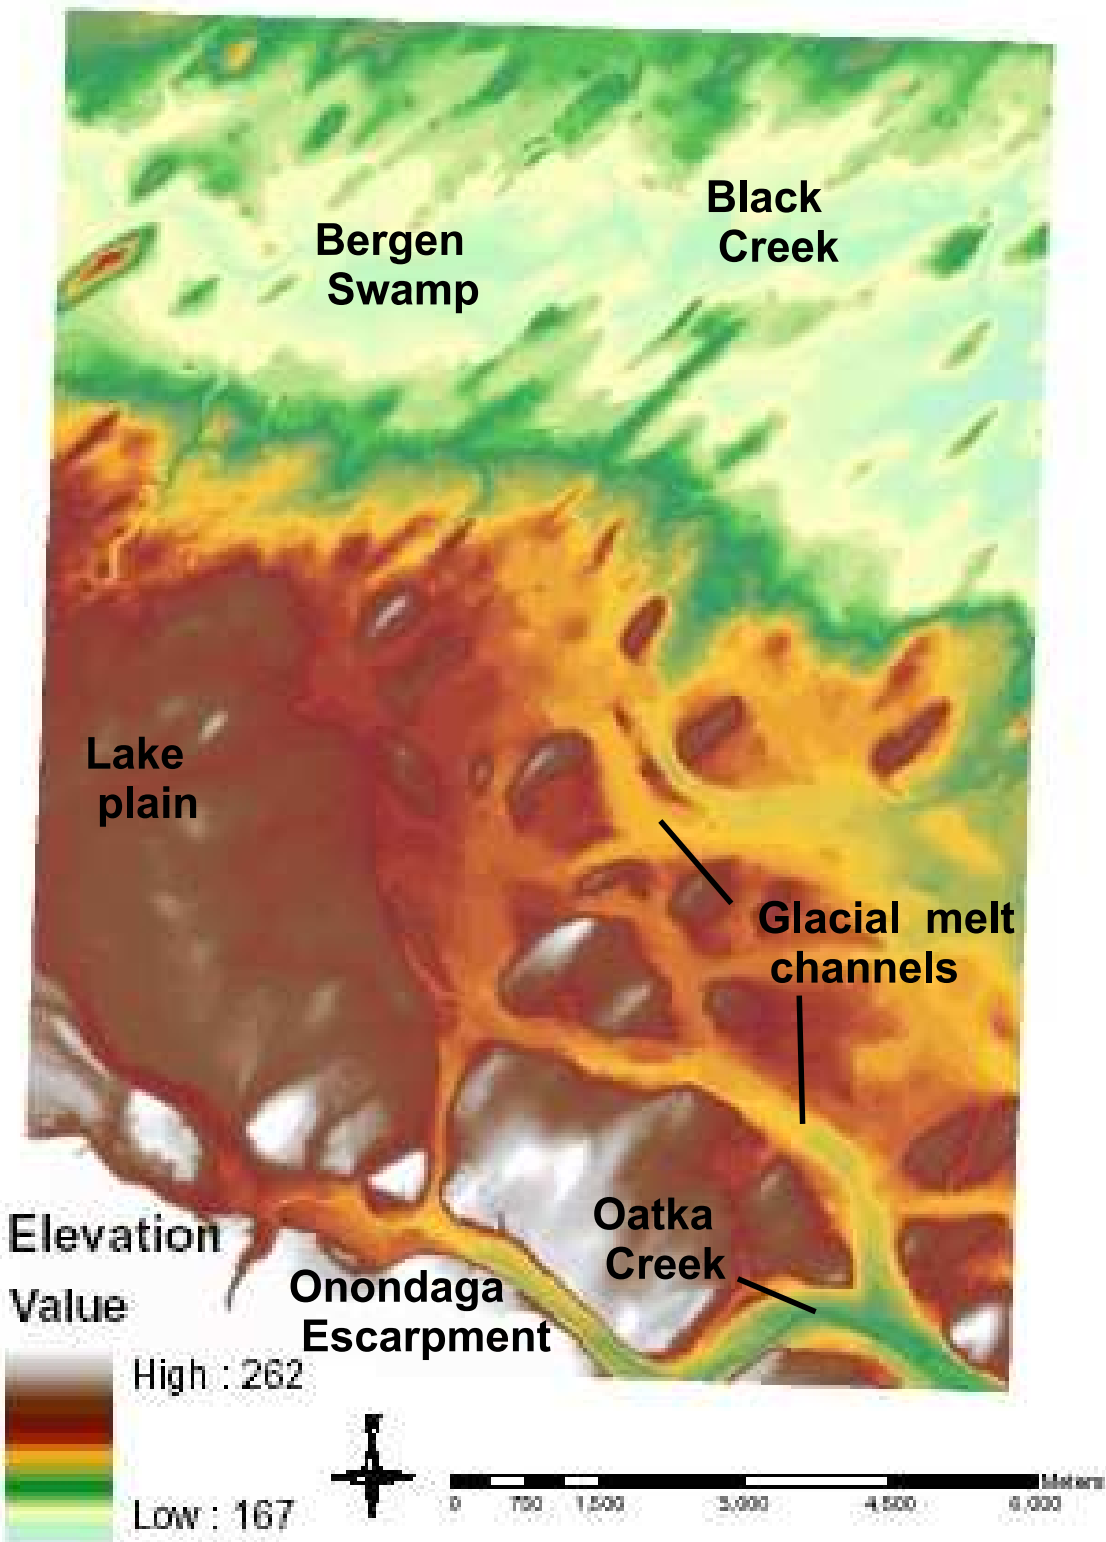 Black
Creek
Bergen
Swamp
Lake
plain
Glacial melt
channels
Oatka
Creek
Onondaga
Escarpment
Elevation
Value
High : 262
Low : 167
Meters
0 750 1,500 3,000 4,500 6,000